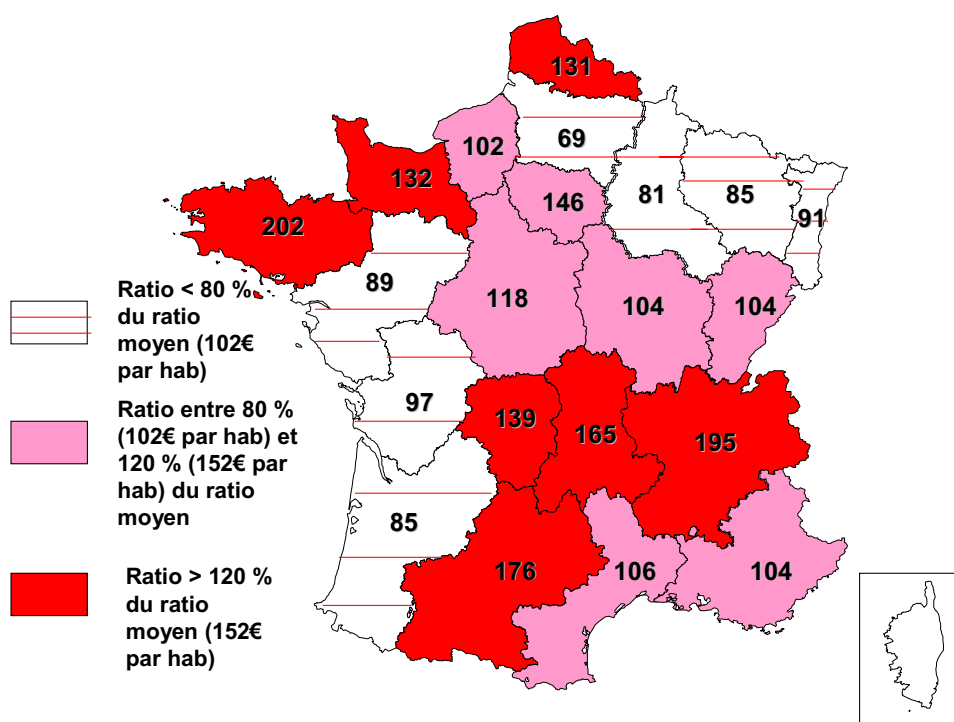 131
69
102
132
146
81
85
91
202
89
118
104
104
Ratio < 80 %
du ratio
moyen (102€
par hab)
97
139
165
195
Ratio entre 80 %
(102€ par hab) et
120 % (152€ par
hab) du ratio
moyen
85
176
106
104
Ratio > 120 %
du ratio
moyen (152€
par hab)